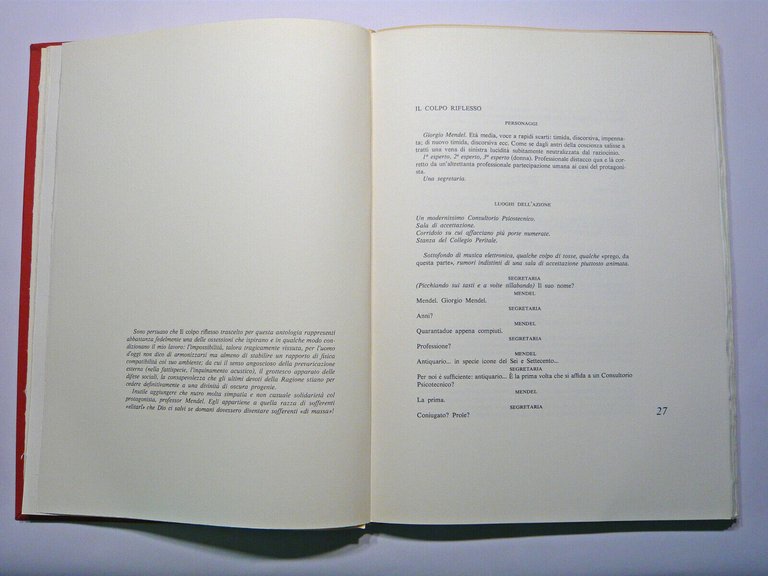 Sono persuaso che Il colpo riflesso trascelto per questa antologia rappresenti
abbastanza fedelmente una delle ossessioni che ispirano e in qualche modo con-
dizionano il mio lavoro: l'impossibilità, talora tragicamente vissuta, per l'uomo
d'oggi non dico di armonizzarsi ma almeno di stabilire un rapporto di fisica
compatibilità col suo ambiente; da cui il senso angoscioso della prevaricazione
esterna (nella fattispecie, l'inquinamento acustico), il grottesco apparato delle
difese sociali, la consapevolezza che gli ultimi devoti della Ragione stiano per
cedere definitivamente a una divinità di oscura progenie.
Inutile aggiungere che nutro molta simpatia e non casuale solidarietà col
protagonista, professor Mendel. Egli appartiene a quella razza di sofferenti
«elitari» che Dio ci salvi se domani dovessero diventare sofferenti «di massa»!
IL COLPO RIFLESSO
PERSONAGGI
Giorgio Mendel. Età media, voce a rapidi scarti: timida, discorsiva, impenna-
ta; di nuovo timida, discorsiva ecc. Come se dagli astri della coscienza salisse a
tratti una vena di sinistra lucidità subitamente neutralizzata dal raziocinio.
1º esperto, 2º esperto, 3º esperto (donna). Professionale distacco qua e là cor-
retto da un'altrettanta professionale partecipazione umana ai casi del protago-
nista.
Una segretaria.
LUOGHI DELL'AZIONE
Un modernissimo Consultorio Psicotecnico.
Sala di accettazione.
Corridoio su cui affacciano più porte numerate.
Stanza del Collegio Peritale.
Sottofondo di musica elettronica, qualche colpo di tosse, qualche «prego, da
questa parte», rumori indistinti di una sala di accettazione piuttosto animata.
SEGRETARIA
(Picchiando sui tasti e a volte sillabando) Il suo nome?
MENDEL
Mendel. Giorgio Mendel.
SEGRETARIA
Anni?
MENDEL
Quarantadue appena compiuti.
SEGRETARIA
Professione?
MENDEL
Antiquario... in specie icone del Sei e Settecento.
SEGRETARIA
Per noi è sufficiente: antiquario... È la prima volta che si affida a un Consultorio
Psicotecnico?
MENDEL
La prima.
SEGRETARIA
Coniugato? Prole?
27